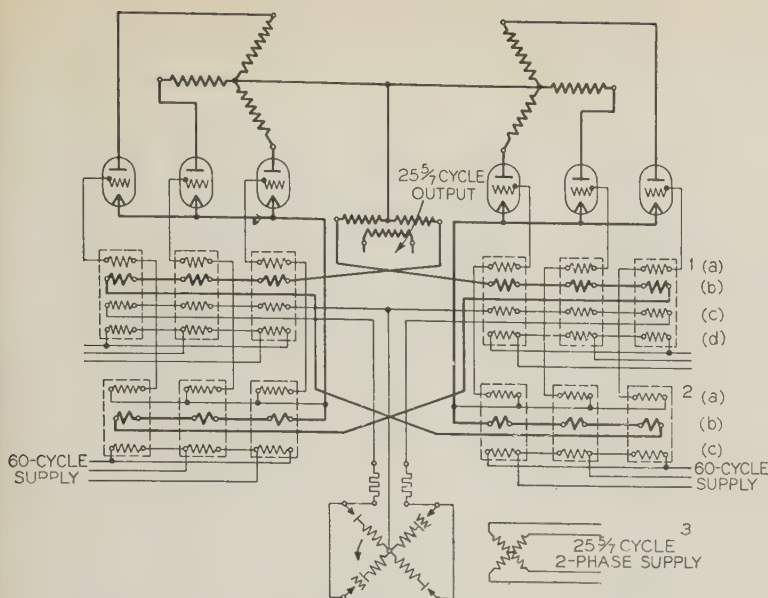 25 5/7 CYCLE
OUTPUT
1 (a)
(b)
(c)
(d)
2 (a)
(b)
(c)
60-CYCLE
SUPPLY
60-CYCLE
SUPPLY
3
25 5/7 CYCLE
2-PHASE SUPPLY